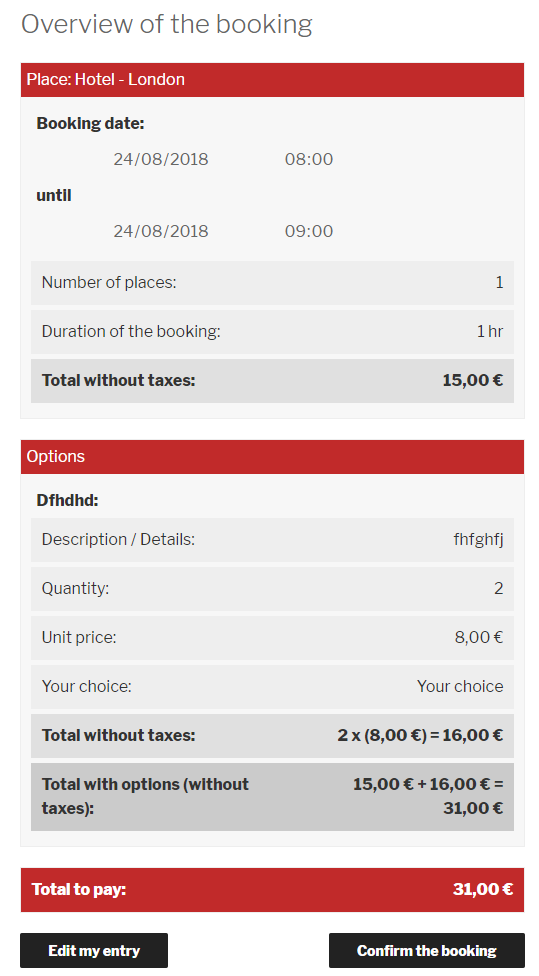 Overview of the booking
Place: Hotel - London
Booking date:
24/08/2018 08:00
until
24/08/2018 09:00
Number of places: 1
Duration of the booking: 1 hr
Total without taxes: 15,00 €
Options
Dfhdhd:
Description / Details: fhfghfj
Quantity: 2
Unit price: 8,00 €
Your choice: Your choice
Total without taxes: 2 x (8,00 €) = 16,00 €
Total with options (without 15,00 € + 16,00 € =
taxes): 31,00 €
Total to pay: 31,00 €
Edit my entry Confirm the booking